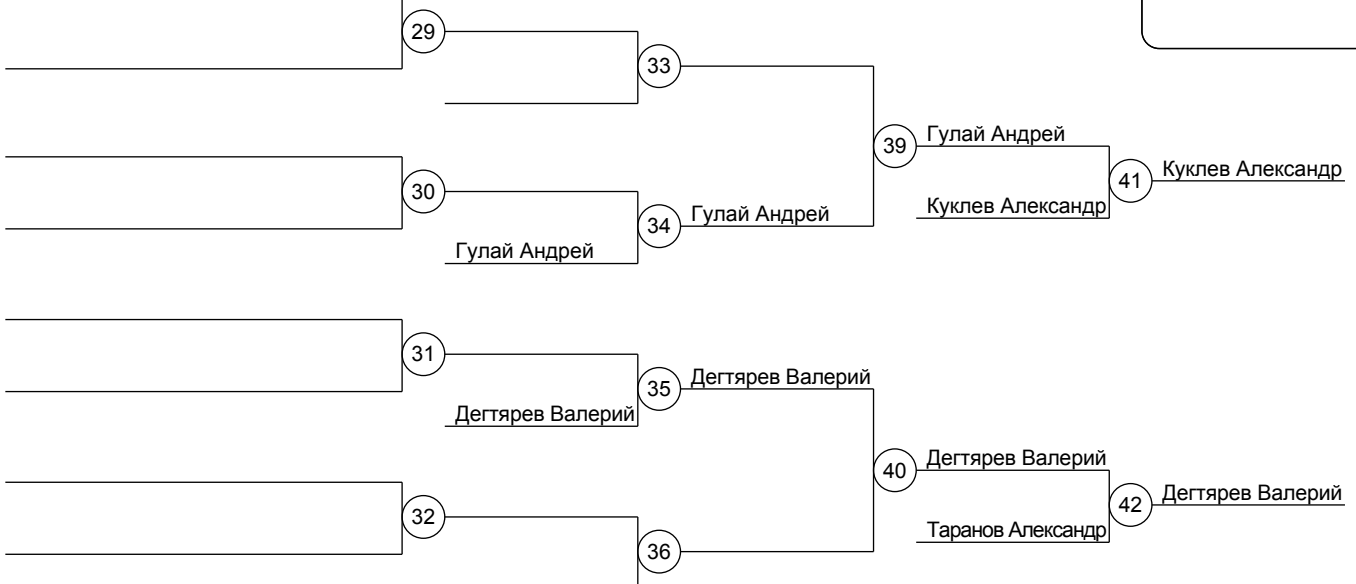 29
33
Гулай Андрей
39
Куклев Александр
41
30
Куклев Александр
Гулай Андрей
34
Гулай Андрей
31
Дегтярев Валерий
35
Дегтярев Валерий
Дегтярев Валерий
40
Дегтярев Валерий
42
32
Таранов Александр
36